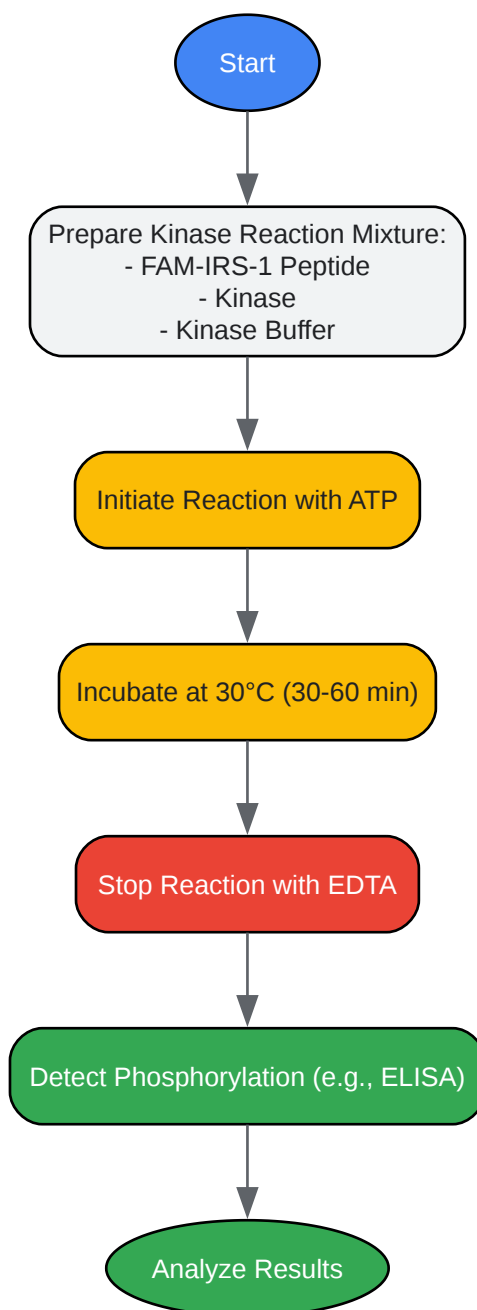 Start
Prepare Kinase Reaction Mixture:
- FAM-IRS-1 Peptide
- Kinase
- Kinase Buffer
Initiate Reaction with ATP
Incubate at 30°C (30-60 min)
Stop Reaction with EDTA
Detect Phosphorylation (e.g., ELISA)
Analyze Results